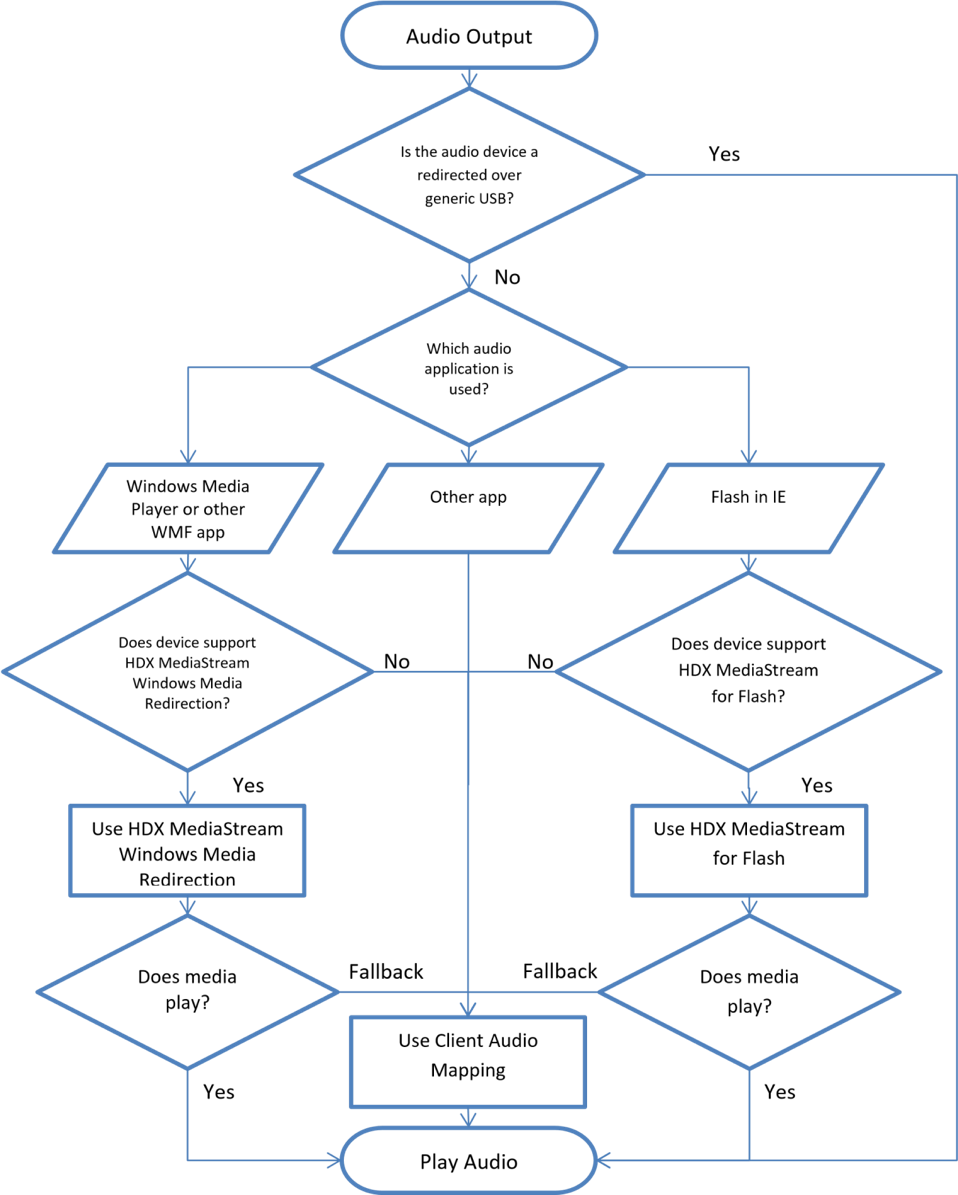 Audio Output
Is the audio device a
redirected over
generic USB?
Yes
No
Which audio
application is
used?
Windows Media
Player or other
WMF app
Other app
Flash in IE
Does device support
HDX MediaStream
Windows Media
Redirection?
No
No
Does device support
HDX MediaStream
for Flash?
Yes
Yes
Use HDX MediaStream
Windows Media
Redirection
Use HDX MediaStream
for Flash
Does media
play?
Fallback
Fallback
Does media
play?
Use Client Audio
Mapping
Yes
Yes
Play Audio